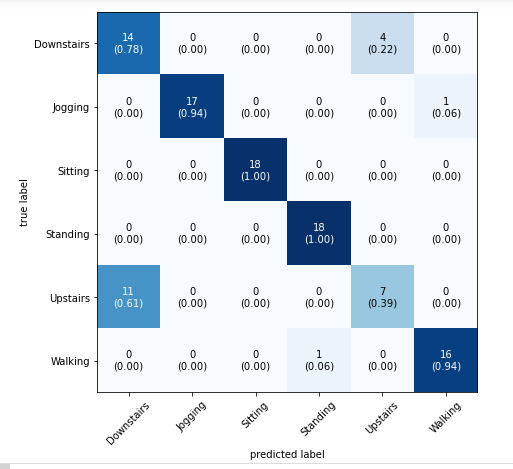 14 0 0 0 4 0
Downstairs (0.78) (0.00) (0.00) (0.00) (0.22) (0.00)
0 17 0 0 0 1
Jogging (0.00) (0.94) (0.00) (0.00) (0.00) (0.06)
0 0 18 0 0 0
Sitting (0.00) (0.00) (1.00) (0.00) (0.00) (0.00)
true label
0 0 0 18 0 0
Standing (0.00) (0.00) (0.00) (1.00) (0.00) (0.00)
11 0 0 0 7 0
Upstairs (0.61) (0.00) (0.00) (0.00) (0.39) (0.00)
0 0 0 1 0 16
Walking (0.00) (0.00) (0.00) (0.06) (0.00) (0.94)
Downstairs Jogging Sitting Standing Upstairs Walking
predicted label